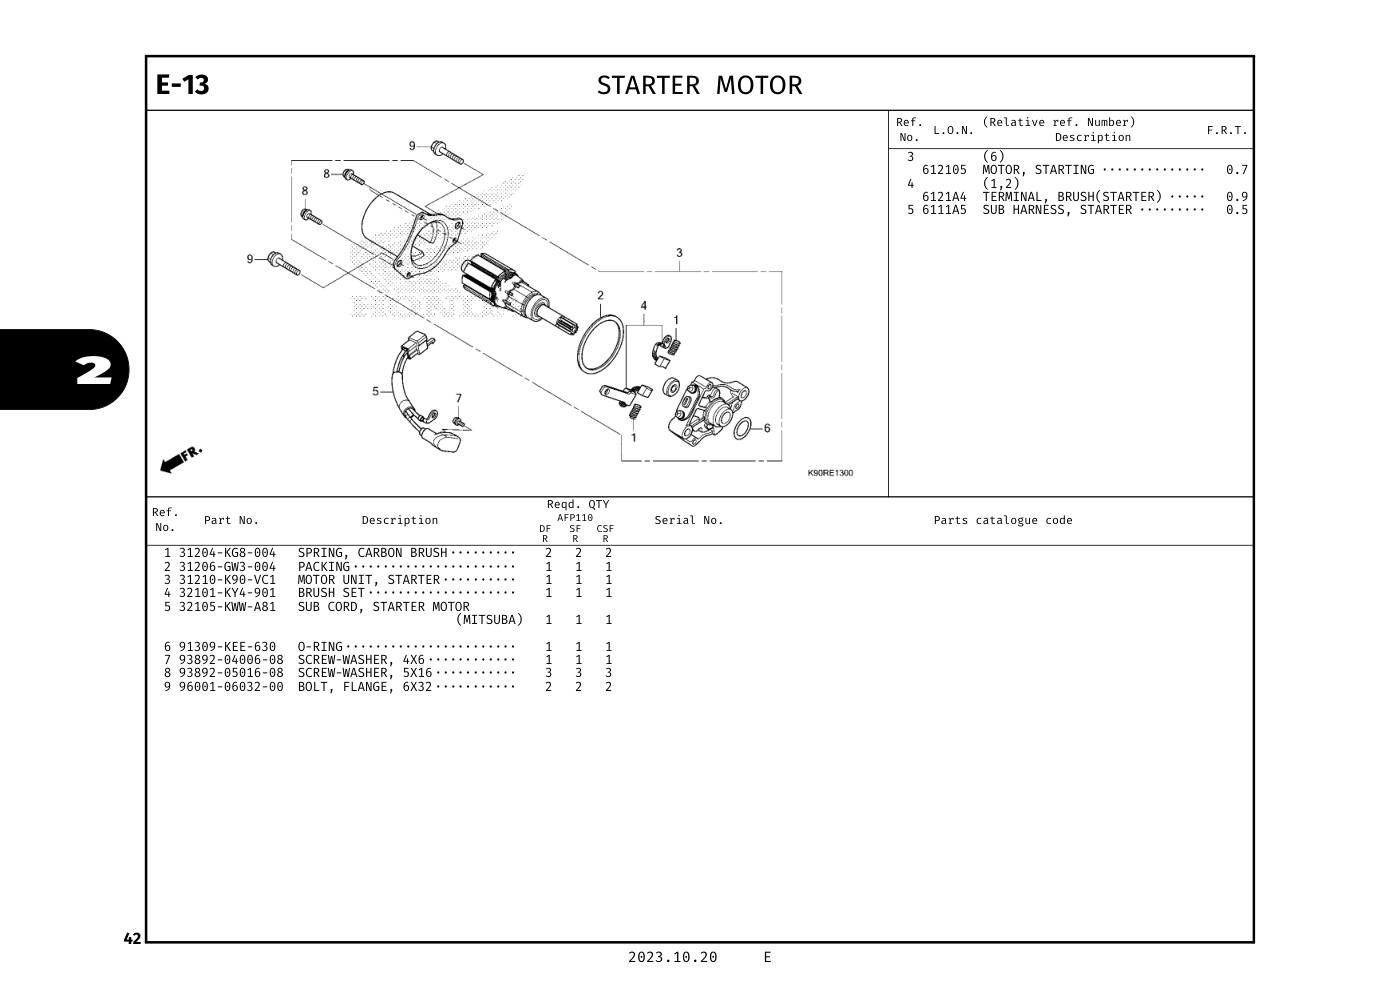 E-13
STARTER MOTOR
9
8
8
9
3
2
4
1
5
7
1
6
FR.
HONDA
K90RE1300
Ref. No. L.O.N. (Relative ref. Number) Description F.R.T.
3 (6)
612105 MOTOR, STARTING ·············· 0.7
4 (1,2)
6121A4 TERMINAL, BRUSH(STARTER) ····· 0.9
5 6111A5 SUB HARNESS, STARTER ········· 0.5
2
Ref. No. Part No. Description Reqd. QTY Serial No. Parts catalogue code
AFP110
DF SF CSF
R R R
1 31204-KG8-004 SPRING, CARBON BRUSH········· 2 2 2
2 31206-GW3-004 PACKING······················ 1 1 1
3 31210-K90-VC1 MOTOR UNIT, STARTER·········· 1 1 1
4 32101-KY4-901 BRUSH SET···················· 1 1 1
5 32105-KWW-A81 SUB CORD, STARTER MOTOR
(MITSUBA) 1 1 1
6 91309-KEE-630 O-RING······················· 1 1 1
7 93892-04006-08 SCREW-WASHER, 4X6············ 1 1 1
8 93892-05016-08 SCREW-WASHER, 5X16··········· 3 3 3
9 96001-06032-00 BOLT, FLANGE, 6X32··········· 2 2 2
42
2023.10.20 E